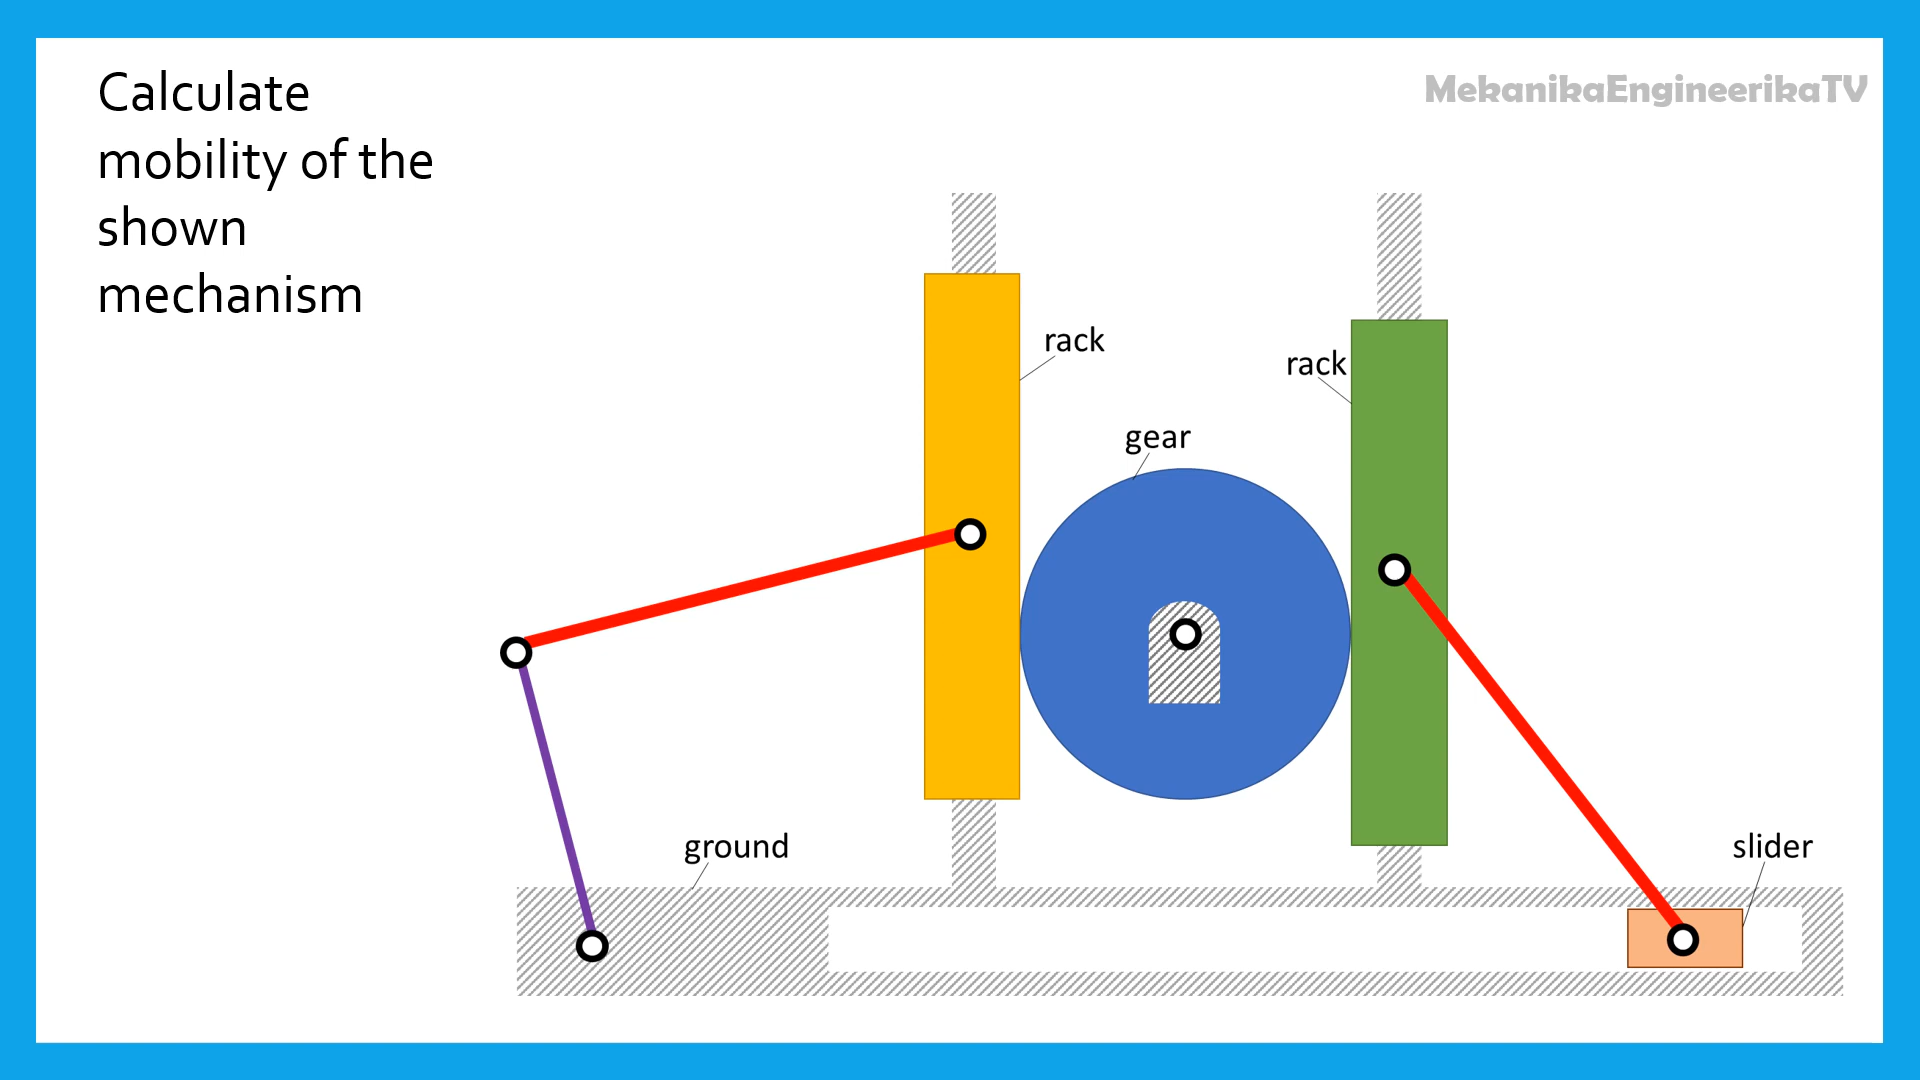 Calculate
mobility of the
shown
mechanism
MekanikaEngineerikaTV
rack
rack
gear
ground
slider